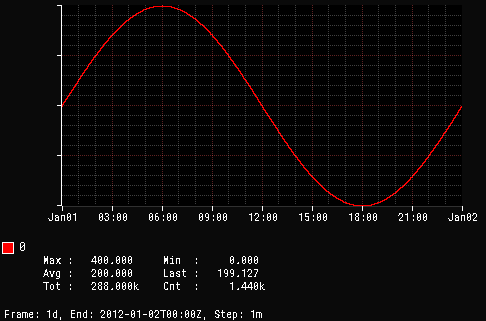 Jan01 03:00 06:00 09:00 12:00 15:00 18:00 21:00 Jan02
0
Max : 400.000 Min : 0.000
Avg : 200.000 Last : 199.127
Tot : 288.000k Cnt : 1.440k
Frame: 1d, End: 2012-01-02T00:00Z, Step: 1m